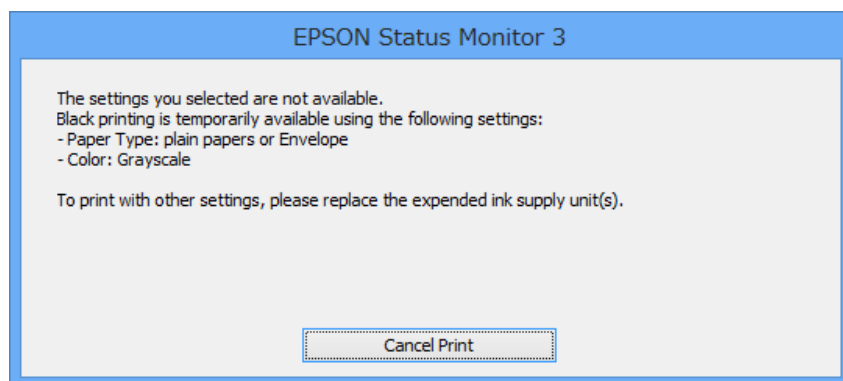 EPSON Status Monitor 3
The settings you selected are not available.
Black printing is temporarily available using the following settings:
- Paper Type: plain papers or Envelope
- Color: Grayscale
To print with other settings, please replace the expended ink supply unit(s).
Cancel Print